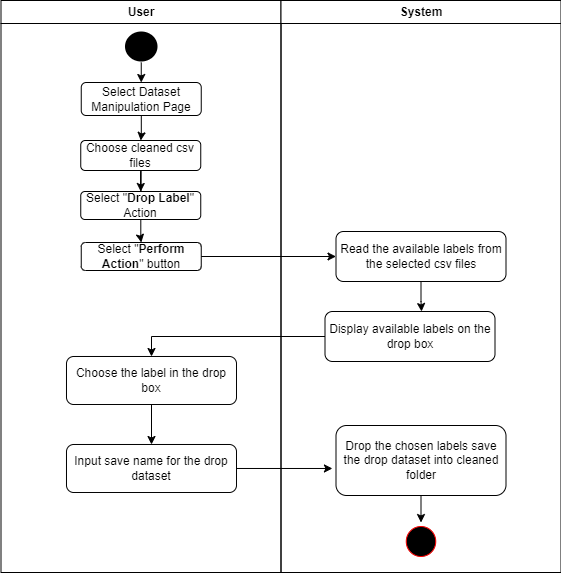 User
System
Select Dataset
Manipulation Page
Choose cleaned csv
files
Select "Drop Label"
Action
Select "Perform
Action" button
Read the available labels from
the selected csv files
Display available labels on the
drop box
Choose the label in the drop
box
Input save name for the drop
dataset
Drop the chosen labels save
the drop dataset into cleaned
folder